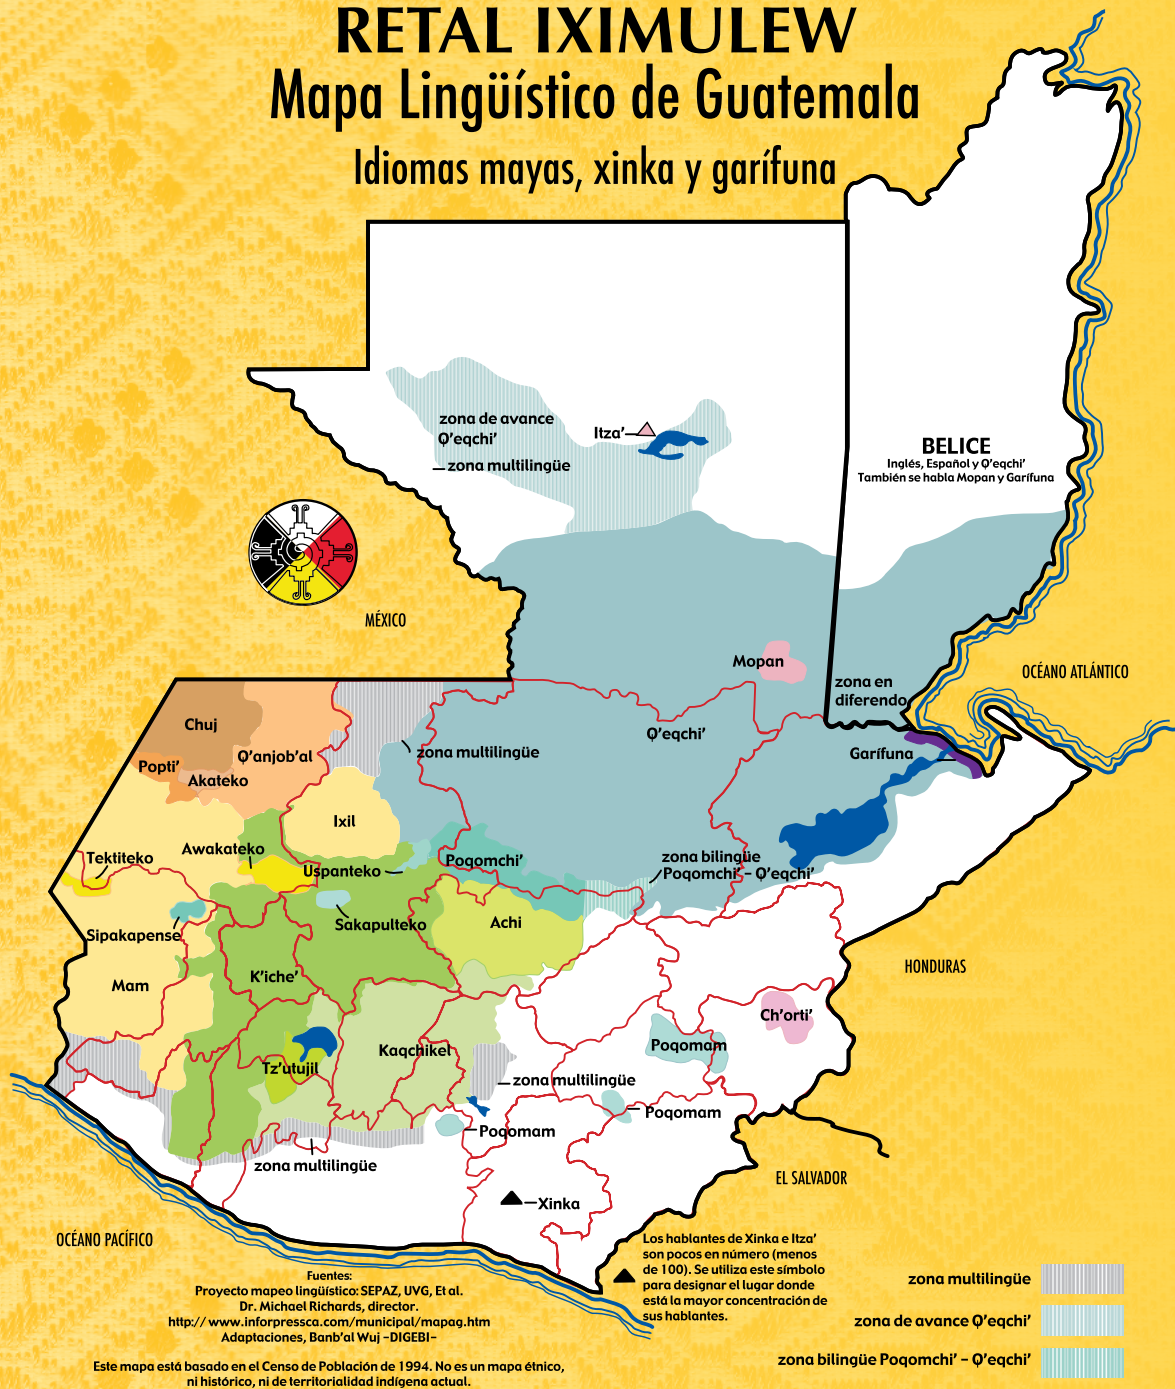 RETAL IXIMULEW
Mapa Lingüístico de Guatemala
Idiomas mayas, xinka y garífuna
zona de avance
Q'eqchi'
Itza'
zona multilingüe
BELICE
Inglés, Español y Q'eqchi'
También se habla Mopan y Garífuna
MÉXICO
Mopan
OCÉANO ATLÁNTICO
zona en
diferendo
Chuj
Q'eqchi'
Q'anjob'al
zona multilingüe
Garífuna
Popti'
Akateko
Ixil
Awakateko
Tektiteko
Uspanteko
Poqomchi'
zona bilingüe
Poqomchi' - Q'eqchi'
Sakapulteko
Achi
Sipakapense
HONDURAS
K'iche'
Mam
Ch'orti'
Poqomam
Kaqchikel
Tz'utujil
zona multilingüe
Poqomam
Poqomam
zona multilingüe
EL SALVADOR
Xinka
OCÉANO PACÍFICO
Los hablantes de Xinka e Itza'
son pocos en número (menos
de 100). Se utiliza este símbolo
para designar el lugar donde
está la mayor concentración de
sus hablantes.
Fuentes:
Proyecto mapeo lingüístico: SEPAZ, UVG, Et al.
Dr. Michael Richards, director.
http:// www.inforpressca.com/municipal/mapag.htm
Adaptaciones, Banb'al Wuj -DIGEBI-
Este mapa está basado en el Censo de Población de 1994. No es un mapa étnico,
ni histórico, ni de territorialidad indígena actual.
zona multilingüe
zona de avance Q'eqchi'
zona bilingüe Poqomchi' - Q'eqchi'